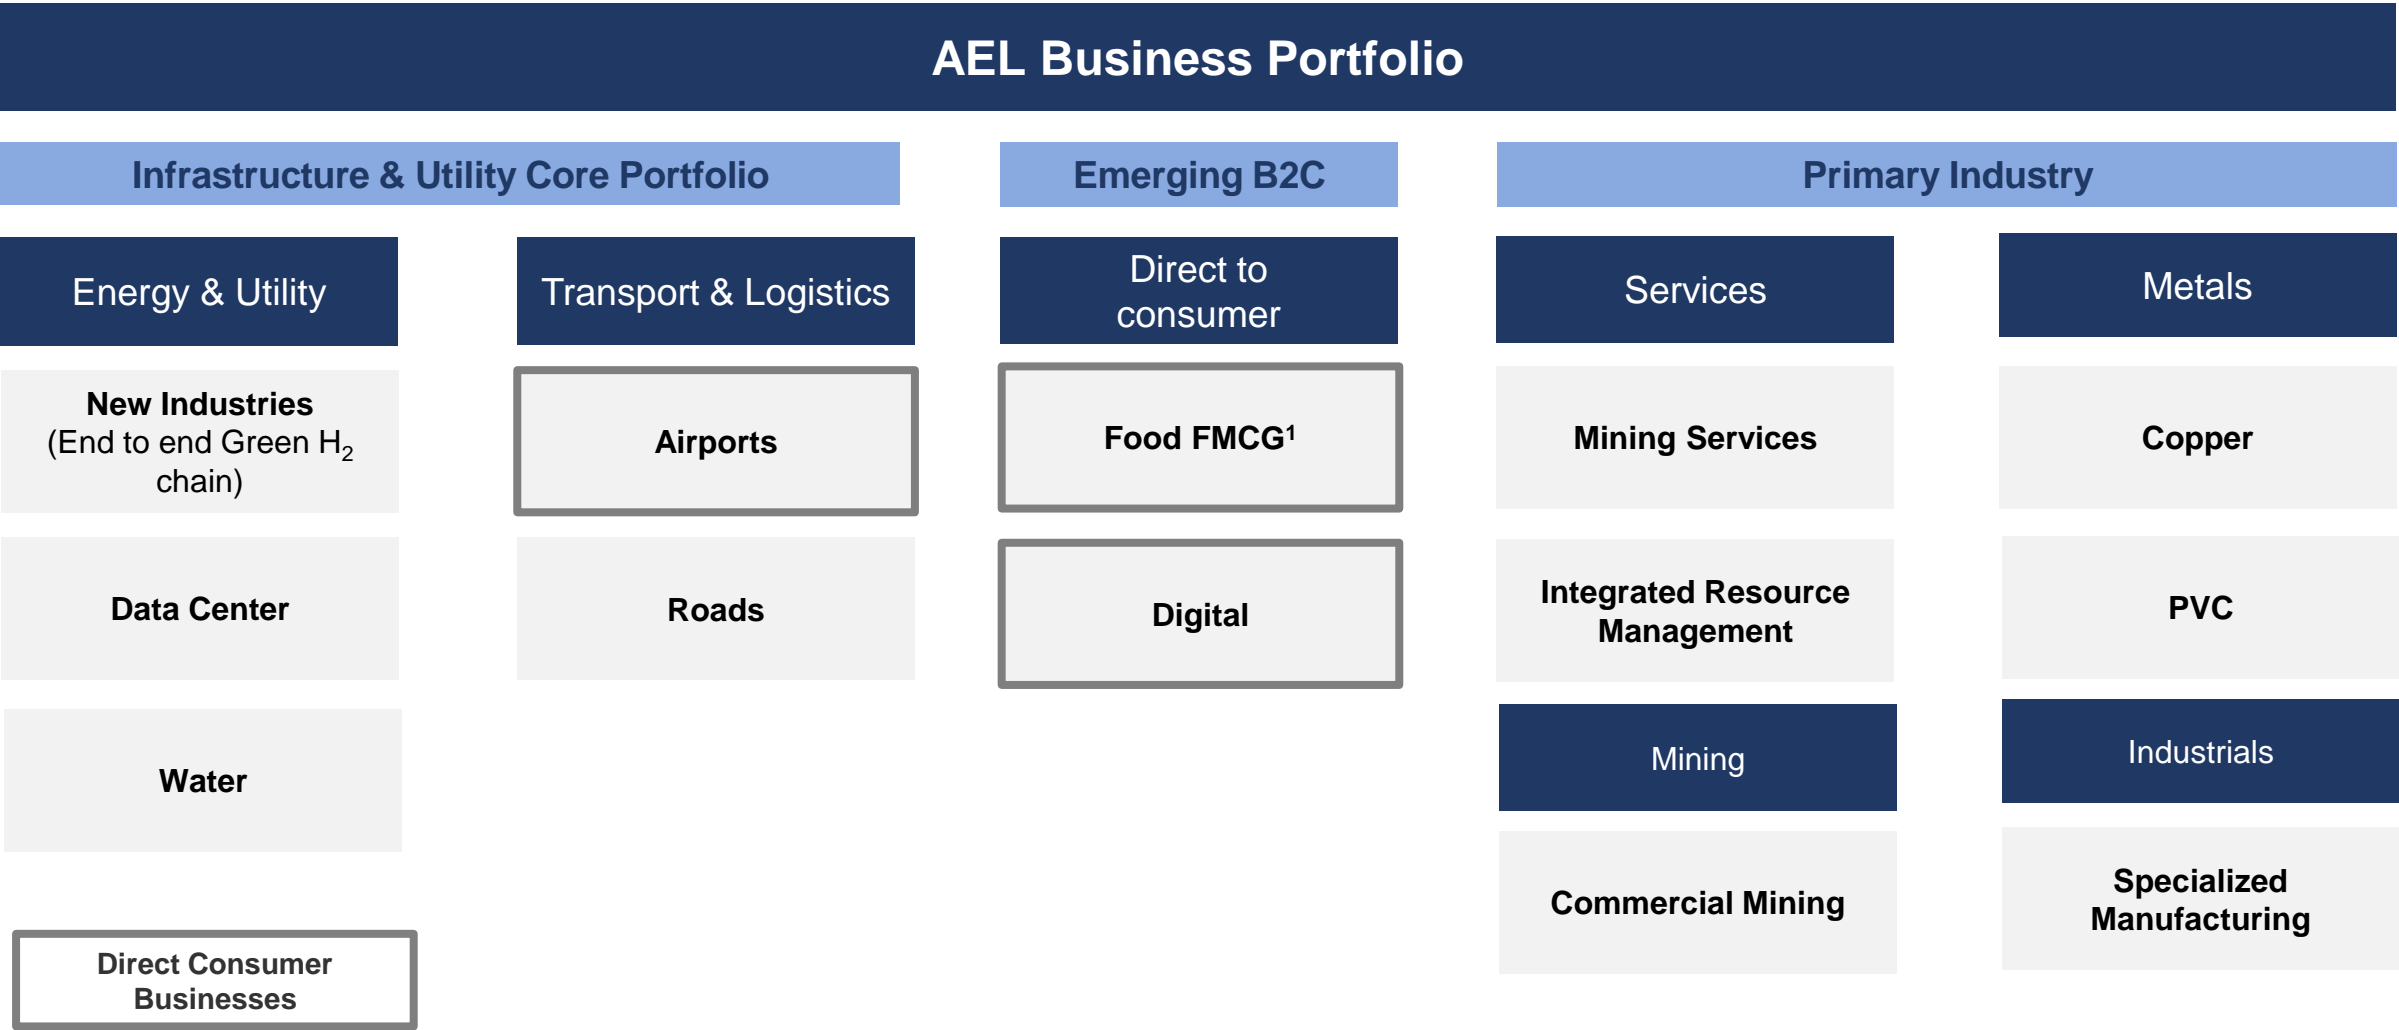 AEL Business Portfolio
Infrastructure & Utility Core Portfolio
Emerging B2C
Primary Industry
Energy & Utility
Transport & Logistics
Direct to
consumer
Services
Metals
New Industries
(End to end Green H₂
chain)
Airports
Food FMCG¹
Mining Services
Copper
Data Center
Roads
Digital
Integrated Resource
Management
PVC
Water
Mining
Industrials
Commercial Mining
Specialized
Manufacturing
Direct Consumer
Businesses